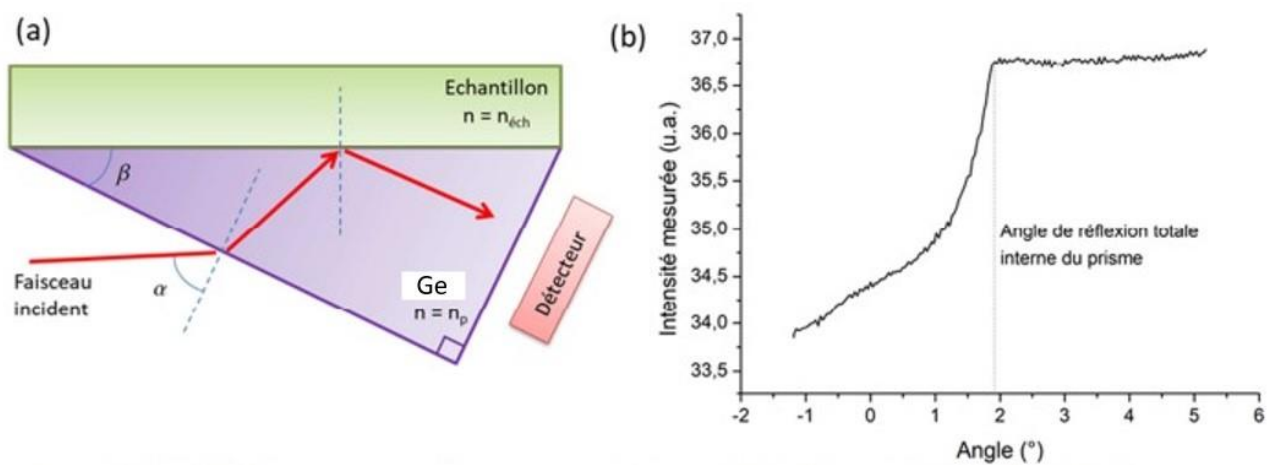 (a)
Echantillon
n = néch
β
Faisceau
incident
α
Ge
n = np
Détecteur
(b)
Intensité mesurée (u.a.)
37,0
36,5
36,0
35,5
35,0
34,5
34,0
33,5
Angle de réflexion totale
interne du prisme
-2 -1 0 1 2 3 4 5 6
Angle (°)